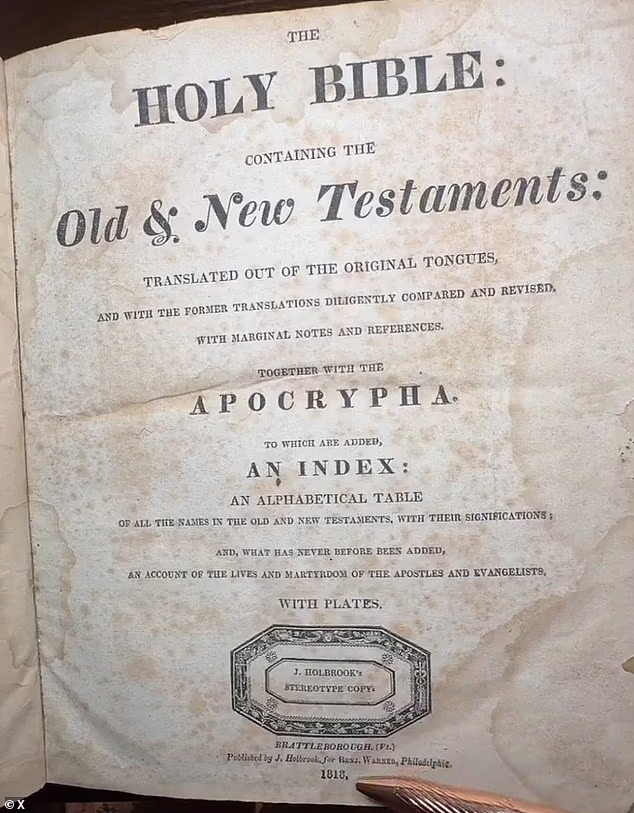 THE
HOLY BIBLE:
CONTAINING THE
Old & New Testaments:
TRANSLATED OUT OF THE ORIGINAL TONGUES,
AND WITH THE FORMER TRANSLATIONS DILIGENTLY COMPARED AND REVISED.
WITH MARGINAL NOTES AND REFERENCES.
TOGETHER WITH THE
APOCRYPHA.
TO WHICH ARE ADDED,
AN INDEX:
AN ALPHABETICAL TABLE
OF ALL THE NAMES IN THE OLD AND NEW TESTAMENTS, WITH THEIR SIGNIFICATIONS;
AND, WHAT HAS NEVER BEFORE BEEN ADDED,
AN ACCOUNT OF THE LIVES AND MARTYRDOM OF THE APOSTLES AND EVANGELISTS.
WITH PLATES.
J. HOLBROOK's
STEREOTYPE COPY.
BRATTLEBOROUGH, (Vt.)
Published by J. Holbrook, for BENJ. WARNER, Philadelphia.
1818.
© X